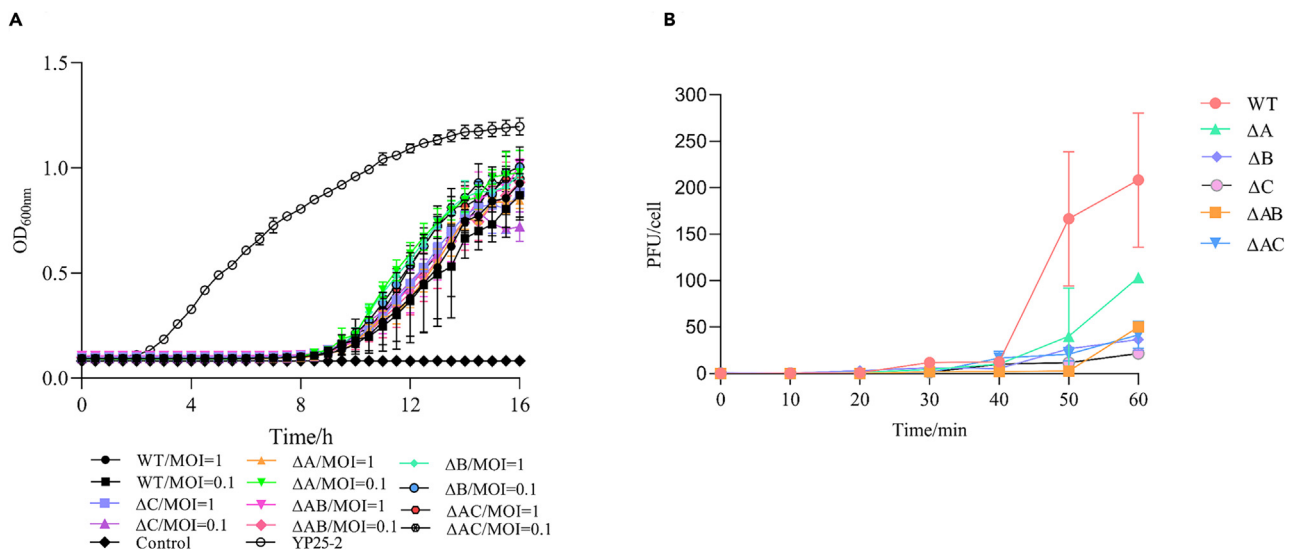 A
B
1.5
1.0
0.5
0.0
OD600nm
0
4
8
12
16
Time/h
WT/MOI=1
ΔA/MOI=1
ΔB/MOI=1
WT/MOI=0.1
ΔA/MOI=0.1
ΔB/MOI=0.1
ΔC/MOI=1
ΔAB/MOI=1
ΔAC/MOI=1
ΔC/MOI=0.1
ΔAB/MOI=0.1
ΔAC/MOI=0.1
Control
YP25-2
300
250
200
150
100
50
0
PFU/cell
0
10
20
30
40
50
60
Time/min
WT
ΔA
ΔB
ΔC
ΔAB
ΔAC